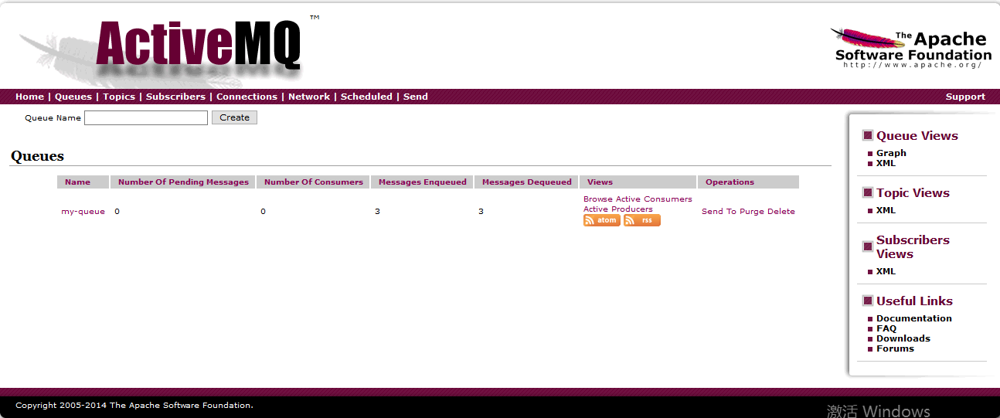 ActiveMQ ™
The Apache
Software Foundation
http://www.apache.org/
Home | Queues | Topics | Subscribers | Connections | Network | Scheduled | Send
Support
Queue Name Create
Queues
Name Number Of Pending Messages Number Of Consumers Messages Enqueued Messages Dequeued Views Operations
my-queue 0 0 3 3 Browse Active Consumers
Active Producers
atom rss
Send To Purge Delete
Queue Views
Graph
XML
Topic Views
XML
Subscribers
Views
XML
Useful Links
Documentation
FAQ
Downloads
Forums
Copyright 2005-2014 The Apache Software Foundation.
激活 Windows